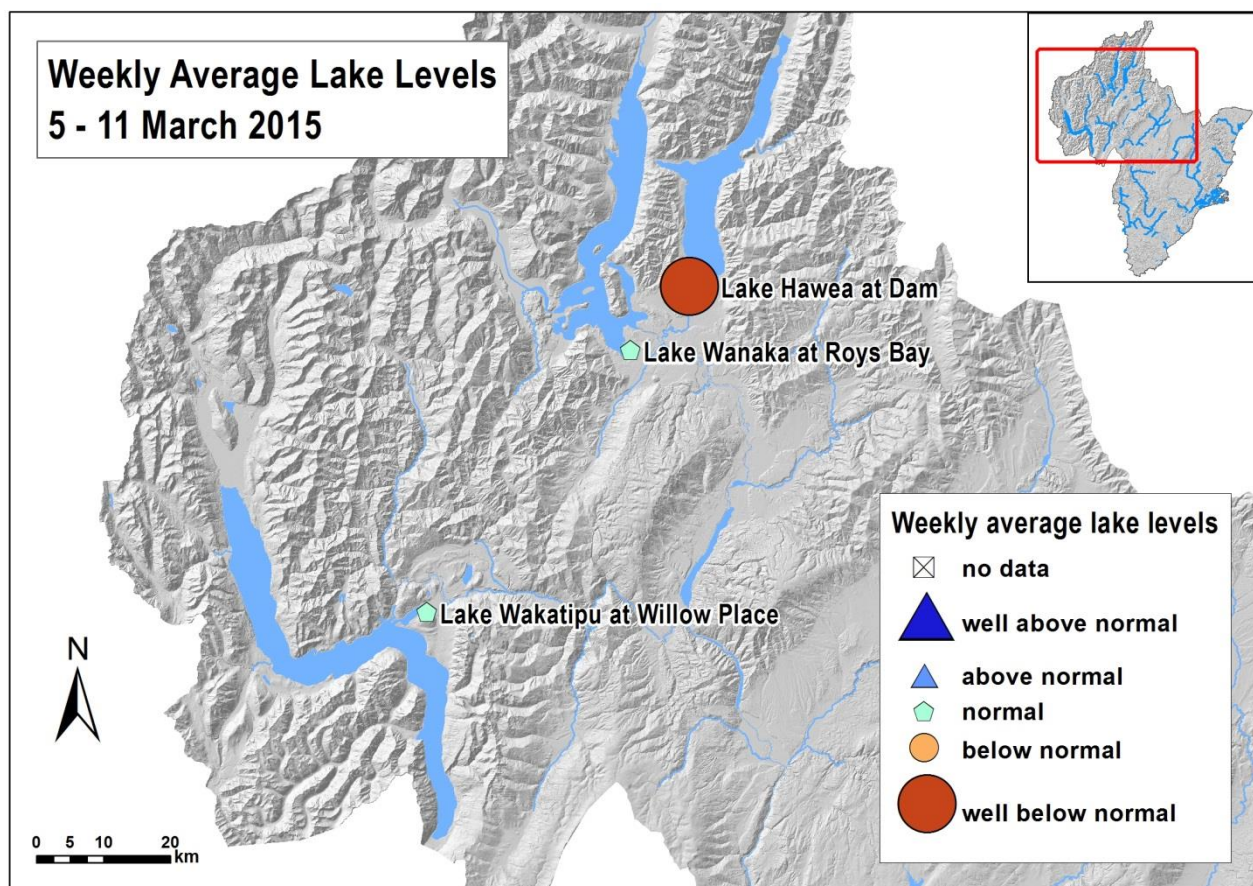 Weekly Average Lake Levels
5 - 11 March 2015
Lake Hawea at Dam
Lake Wanaka at Roys Bay
Lake Wakatipu at Willow Place
N
0 5 10 20
km
Weekly average lake levels
no data
well above normal
above normal
normal
below normal
well below normal